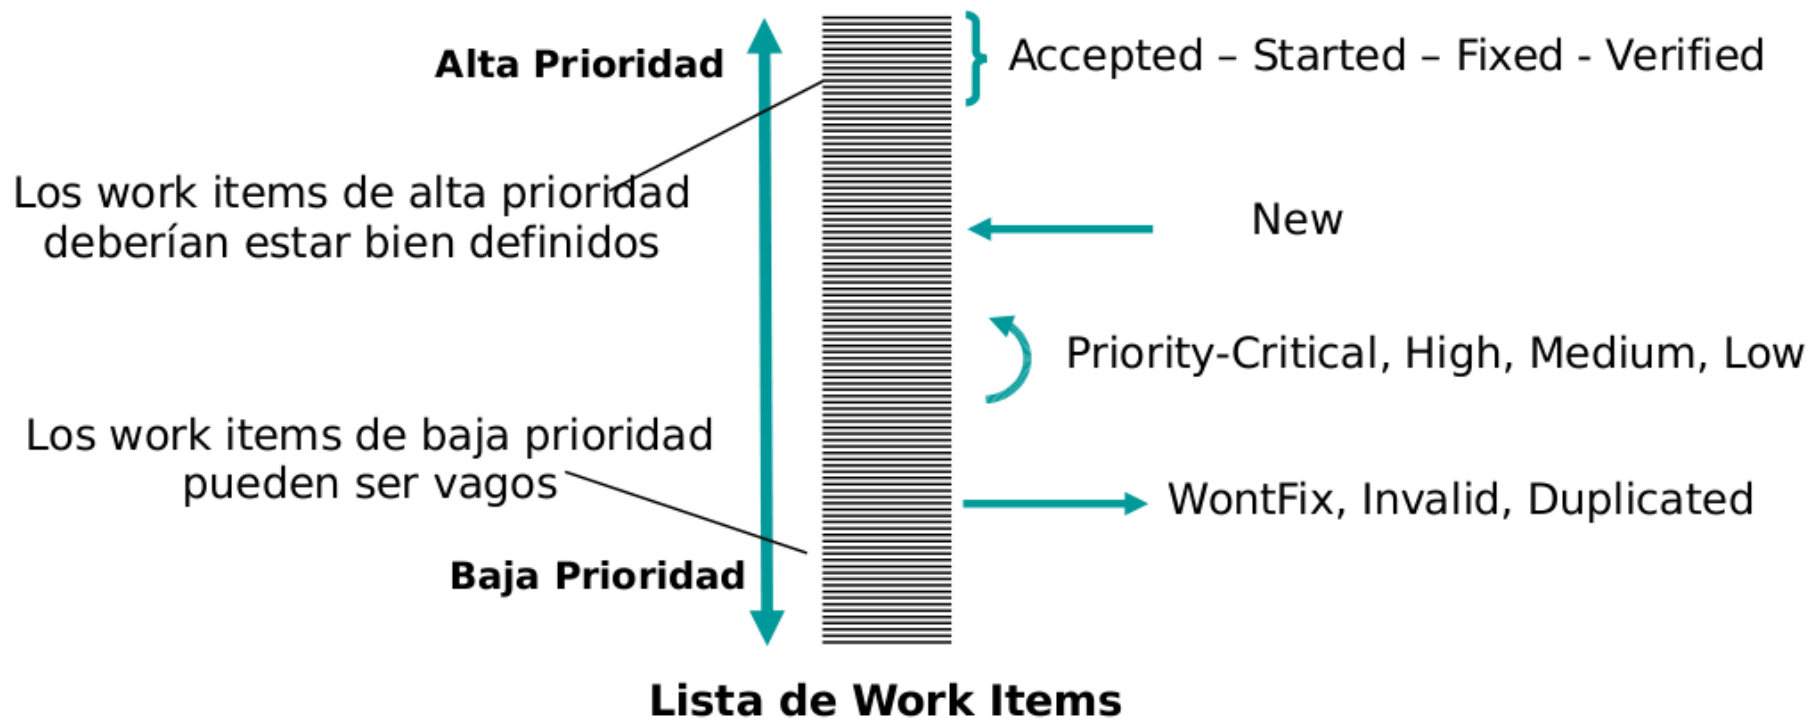 Alta Prioridad
Accepted – Started – Fixed - Verified
Los work items de alta prioridad
deberían estar bien definidos
New
Priority-Critical, High, Medium, Low
Los work items de baja prioridad
pueden ser vagos
WontFix, Invalid, Duplicated
Baja Prioridad
Lista de Work Items